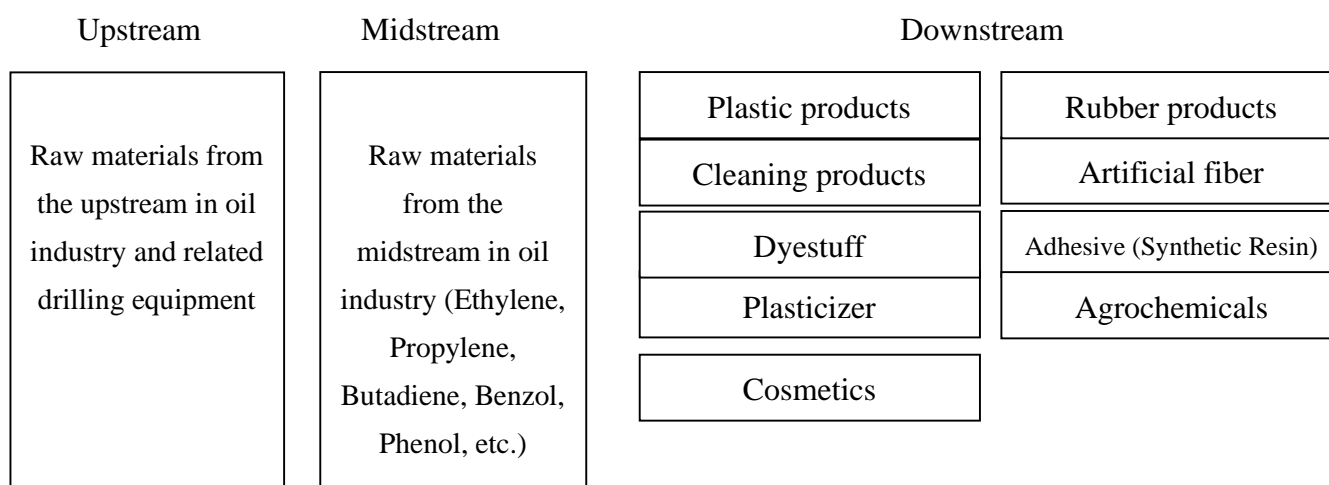 Upstream
Midstream
Downstream
Raw materials from
the upstream in oil
industry and related
drilling equipment
Raw materials
from the
midstream in oil
industry (Ethylene,
Propylene,
Butadiene, Benzol,
Phenol, etc.)
Plastic products
Cleaning products
Dyestuff
Plasticizer
Cosmetics
Rubber products
Artificial fiber
Adhesive (Synthetic Resin)
Agrochemicals